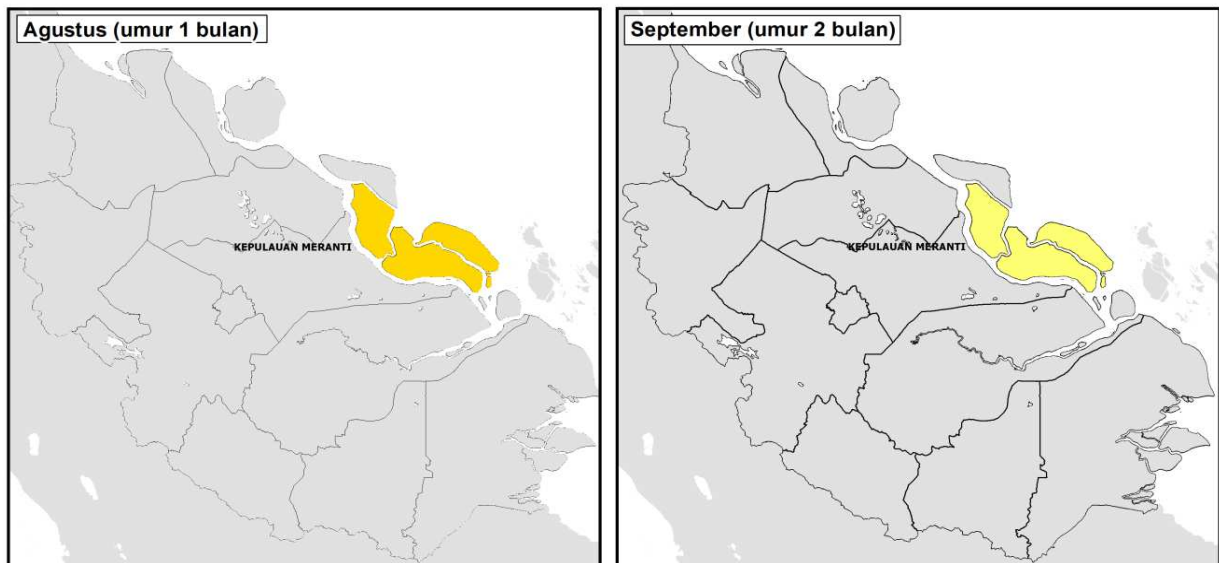 Agustus (umur 1 bulan)
KEPULAUAN MERANTI
September (umur 2 bulan)
KEPULAUAN MERANTI